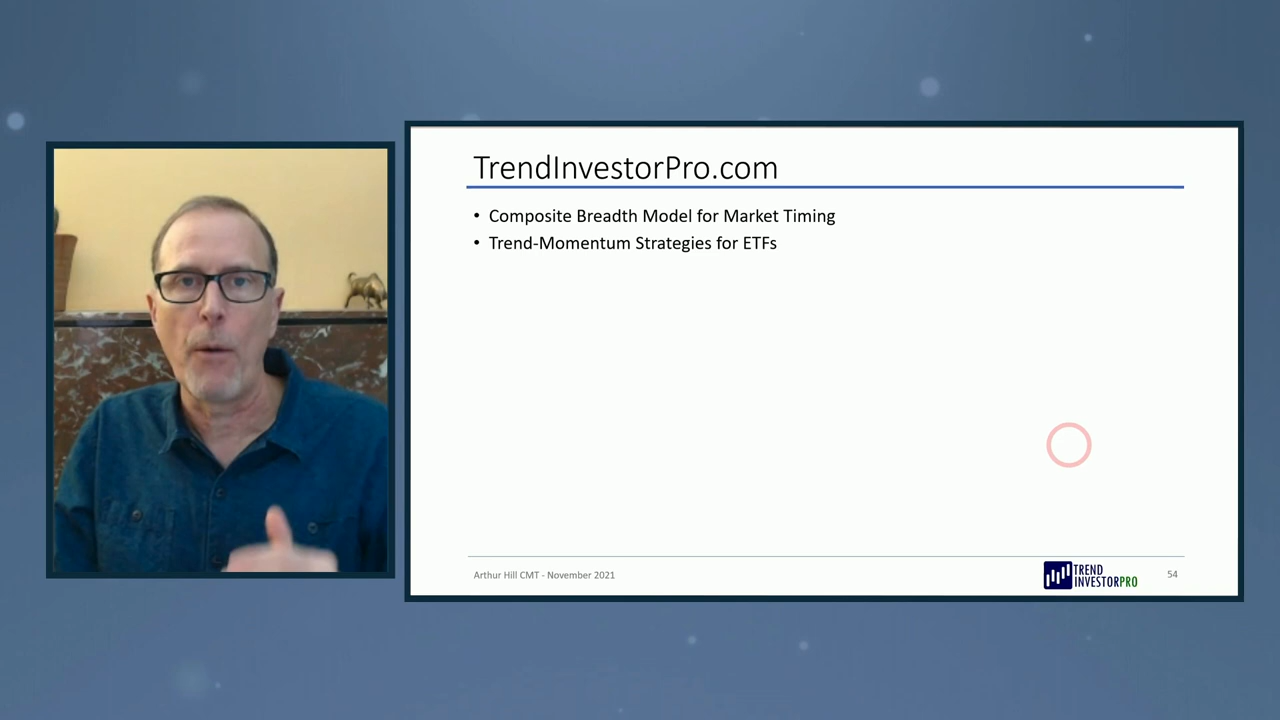 TrendInvestorPro.com
• Composite Breadth Model for Market Timing
• Trend-Momentum Strategies for ETFs
Arthur Hill CMT - November 2021
TREND
INVESTORPRO
54